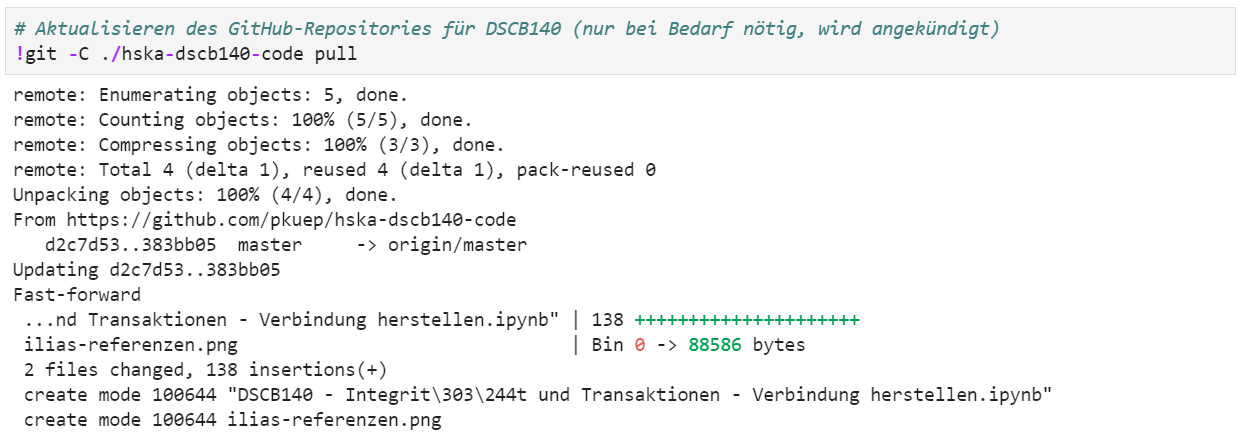 # Aktualisieren des GitHub-Repositories für DSCB140 (nur bei Bedarf nötig, wird angekündigt)
!git -C ./hska-dscb140-code pull
remote: Enumerating objects: 5, done.
remote: Counting objects: 100% (5/5), done.
remote: Compressing objects: 100% (3/3), done.
remote: Total 4 (delta 1), reused 4 (delta 1), pack-reused 0
Unpacking objects: 100% (4/4), done.
From https://github.com/pkuep/hska-dscb140-code
   d2c7d53..383bb05  master     -> origin/master
Updating d2c7d53..383bb05
Fast-forward
 ...nd Transaktionen - Verbindung herstellen.ipynb" | 138 +++++++++++++++++++++
 ilias-referenzen.png                               | Bin 0 -> 88586 bytes
 2 files changed, 138 insertions(+)
 create mode 100644 "DSCB140 - Integrit\303\244t und Transaktionen - Verbindung herstellen.ipynb"
 create mode 100644 ilias-referenzen.png